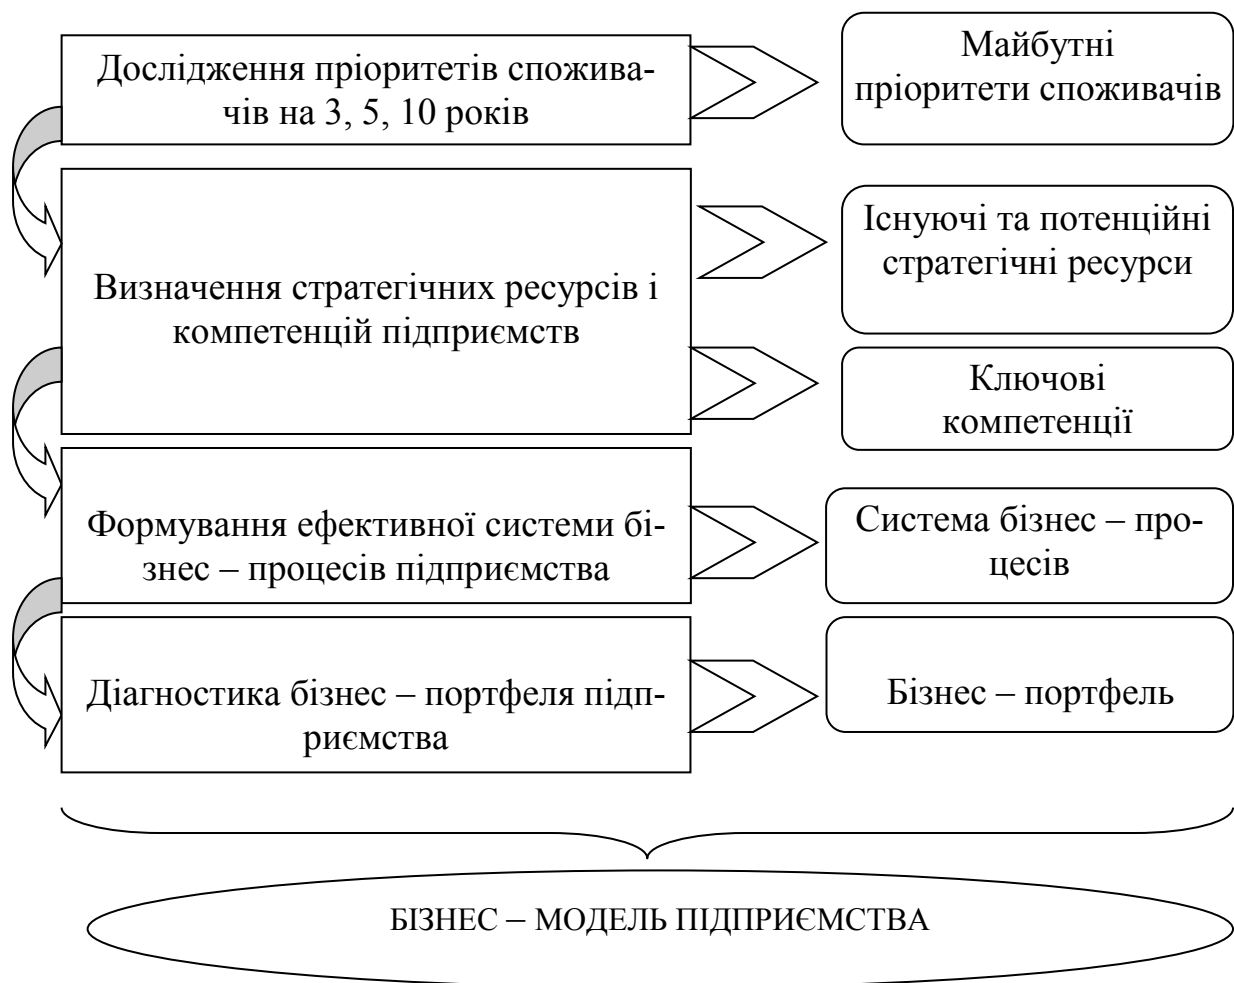 Дослідження пріоритетів спожива-
чів на 3, 5, 10 років
Майбутні
пріоритети споживачів
Визначення стратегічних ресурсів і
компетенцій підприємств
Існуючі та потенційні
стратегічні ресурси
Ключові
компетенції
Формування ефективної системи бі-
знес – процесів підприємства
Система бізнес – про-
цесів
Діагностика бізнес – портфеля підп-
риємства
Бізнес – портфель
БІЗНЕС – МОДЕЛЬ ПІДПРИЄМСТВА